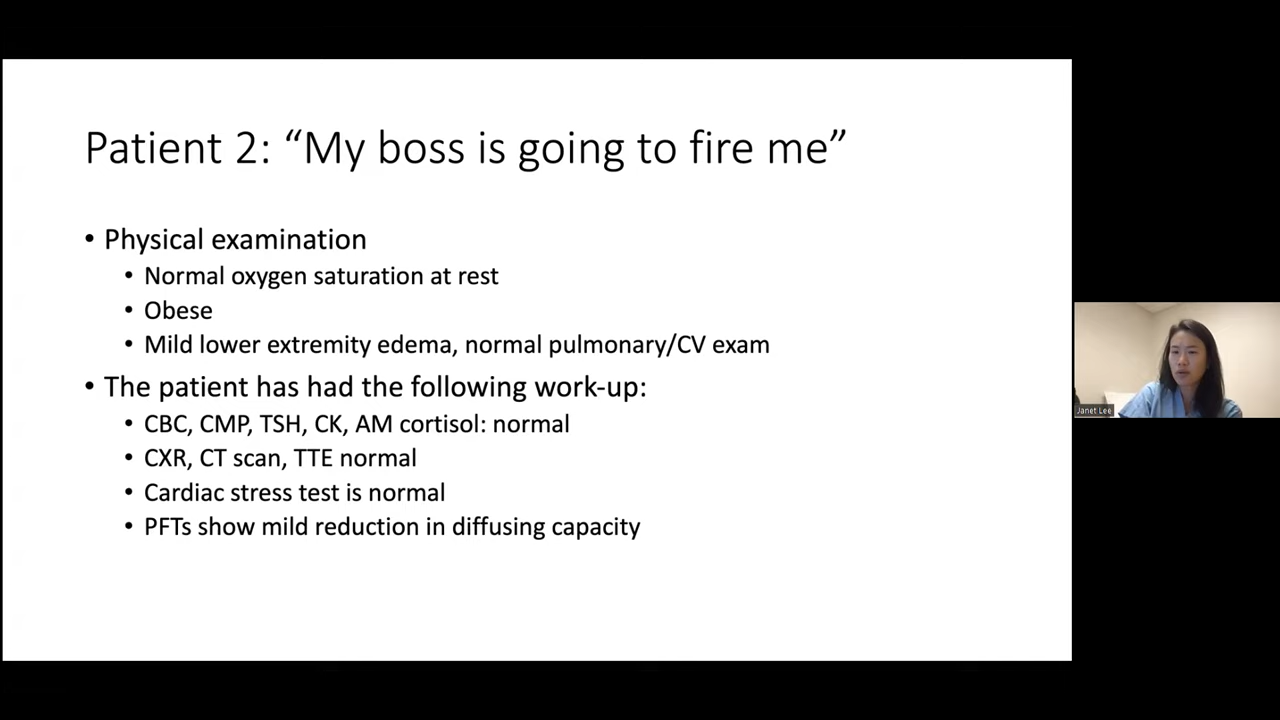 Patient 2: “My boss is going to fire me”
• Physical examination
• Normal oxygen saturation at rest
• Obese
• Mild lower extremity edema, normal pulmonary/CV exam
• The patient has had the following work-up:
• CBC, CMP, TSH, CK, AM cortisol: normal
• CXR, CT scan, TTE normal
• Cardiac stress test is normal
• PFTs show mild reduction in diffusing capacity
Janet Lee